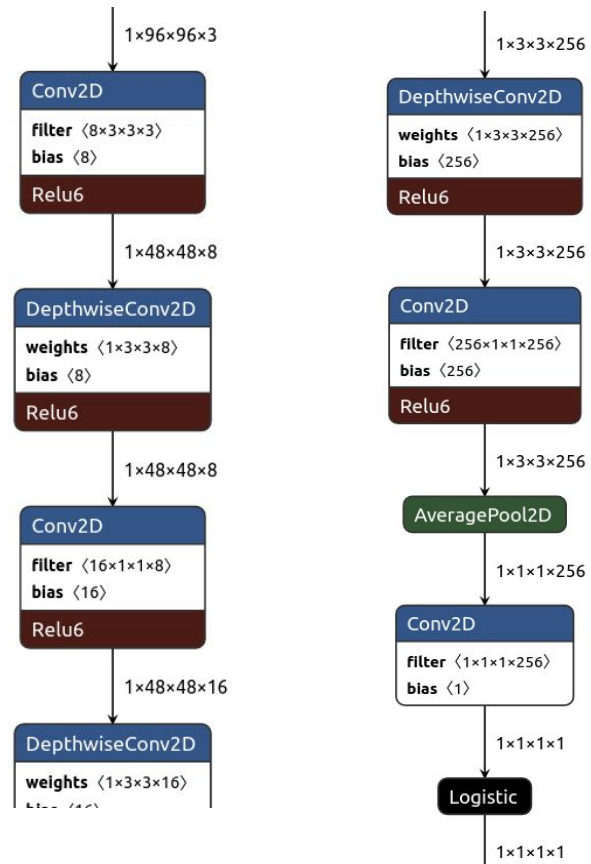 1×96×96×3
Conv2D
filter ⟨8×3×3×3⟩
bias ⟨8⟩
Relu6
1×48×48×8
DepthwiseConv2D
weights ⟨1×3×3×8⟩
bias ⟨8⟩
Relu6
1×48×48×8
Conv2D
filter ⟨16×1×1×8⟩
bias ⟨16⟩
Relu6
1×48×48×16
DepthwiseConv2D
weights ⟨1×3×3×16⟩
1×3×3×256
DepthwiseConv2D
weights ⟨1×3×3×256⟩
bias ⟨256⟩
Relu6
1×3×3×256
Conv2D
filter ⟨256×1×1×256⟩
bias ⟨256⟩
Relu6
1×3×3×256
AveragePool2D
1×1×1×256
Conv2D
filter ⟨1×1×1×256⟩
bias ⟨1⟩
1×1×1×1
Logistic
1×1×1×1